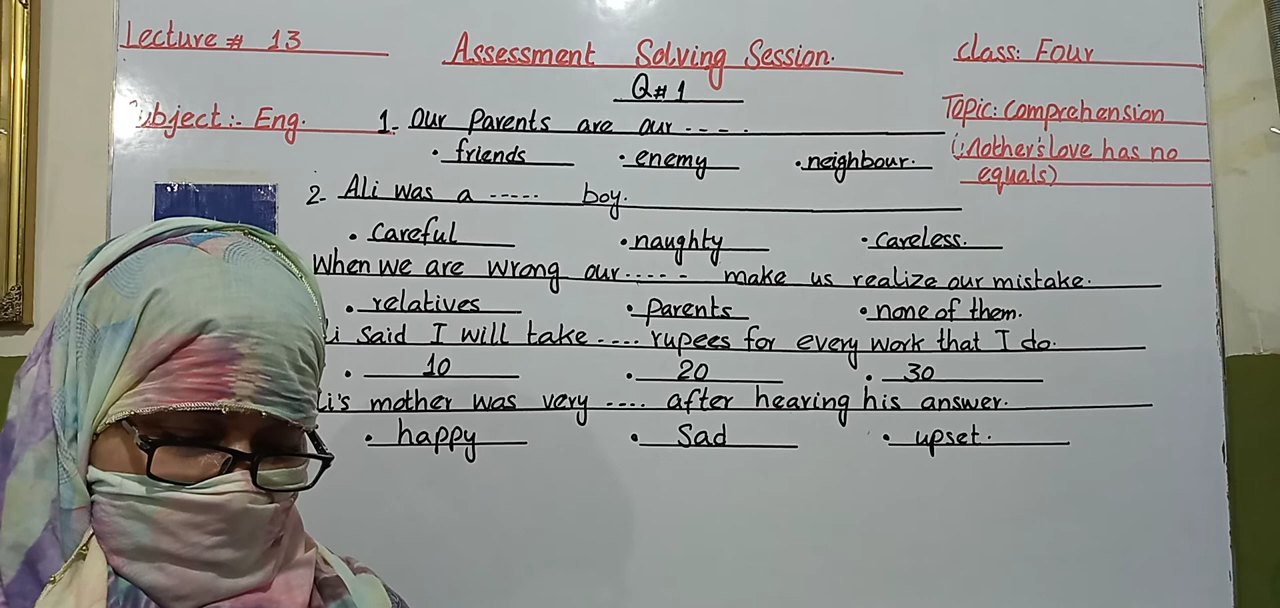 Lecture # 13
Assessment Solving Session.
Class: Four
Q#1
Subject:- Eng.
Topic: Comprehension
(Mother's love has no equals)
1. Our Parents are our ----.
• friends • enemy • neighbour.
2. Ali was a ----- boy.
• Careful • naughty • careless.
When we are wrong our ----- make us realize our mistake.
• relatives • Parents • none of them.
i said I will take .... rupees for every work that I do.
• 10 • 20 • 30
li's mother was very .... after hearing his answer.
• happy • Sad • upset.